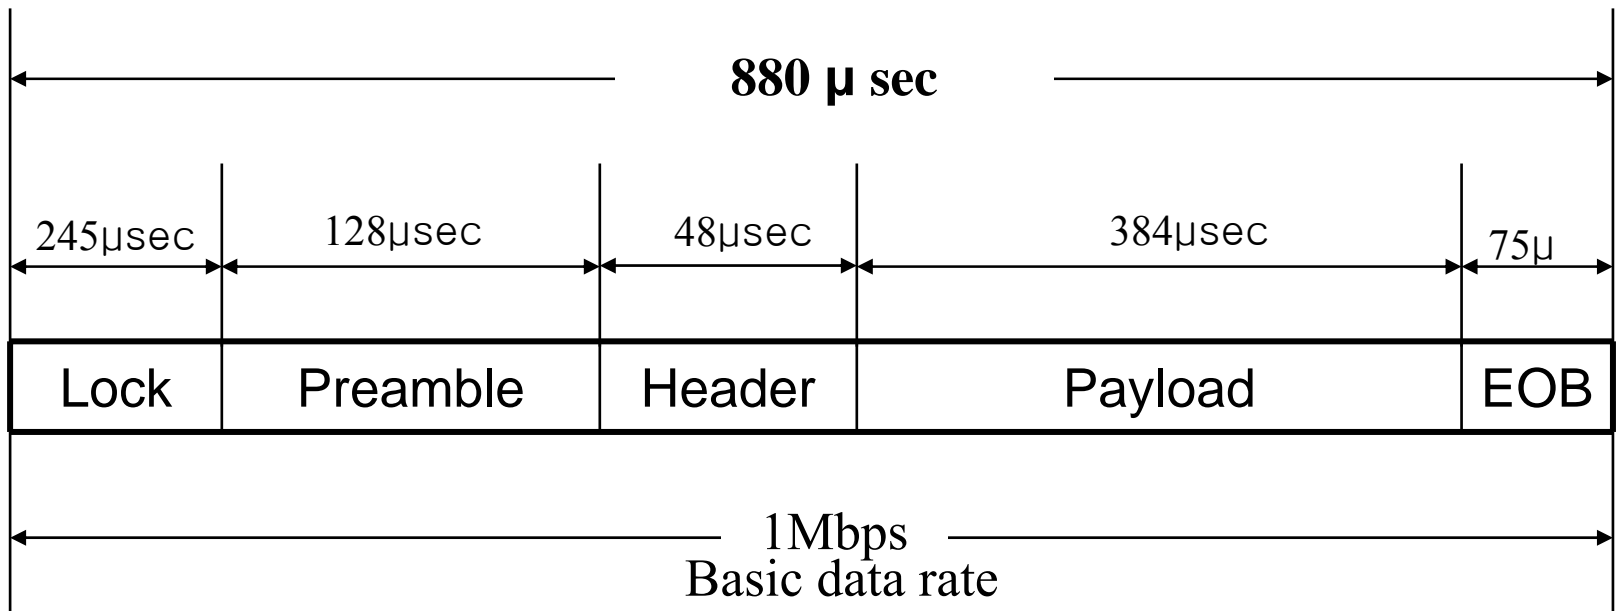 880 μ sec
245μsec 128μsec 48μsec 384μsec 75μ
Lock Preamble Header Payload EOB
1Mbps
Basic data rate